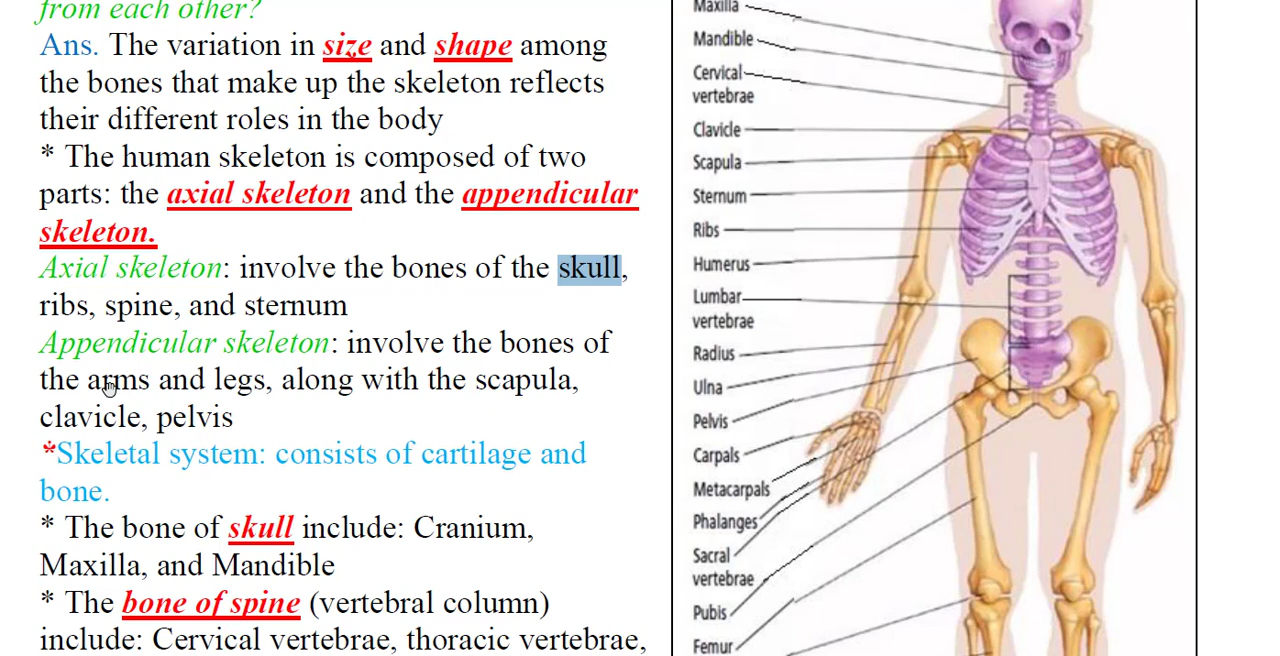 from each other?
Ans. The variation in size and shape among
the bones that make up the skeleton reflects
their different roles in the body
* The human skeleton is composed of two
parts: the axial skeleton and the appendicular
skeleton.
Axial skeleton: involve the bones of the skull,
ribs, spine, and sternum
Appendicular skeleton: involve the bones of
the arms and legs, along with the scapula,
clavicle, pelvis
*Skeletal system: consists of cartilage and
bone.
* The bone of skull include: Cranium,
Maxilla, and Mandible
* The bone of spine (vertebral column)
include: Cervical vertebrae, thoracic vertebrae,
Maxilla
Mandible
Cervical
vertebrae
Clavicle
Scapula
Sternum
Ribs
Humerus
Lumbar
vertebrae
Radius
Ulna
Pelvis
Carpals
Metacarpals
Phalanges
Sacral
vertebrae
Pubis
Femur